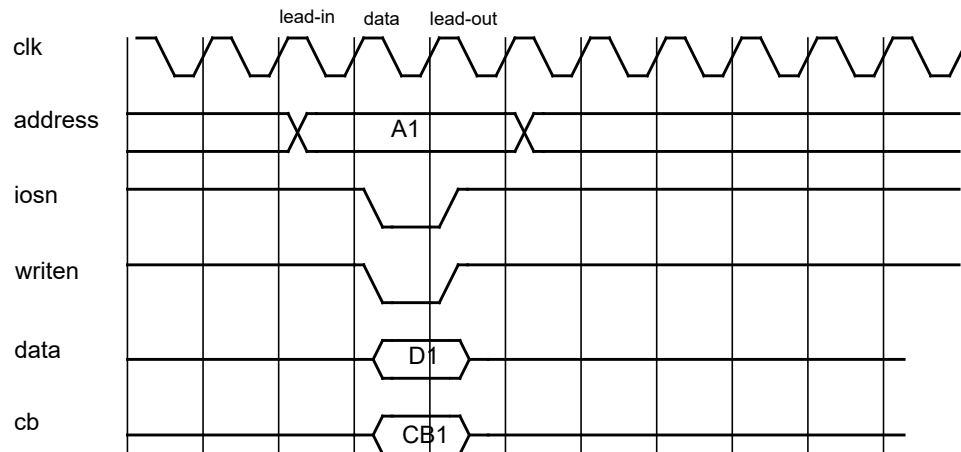 lead-in data lead-out
clk
address A1
iosn
writen
data D1
cb CB1